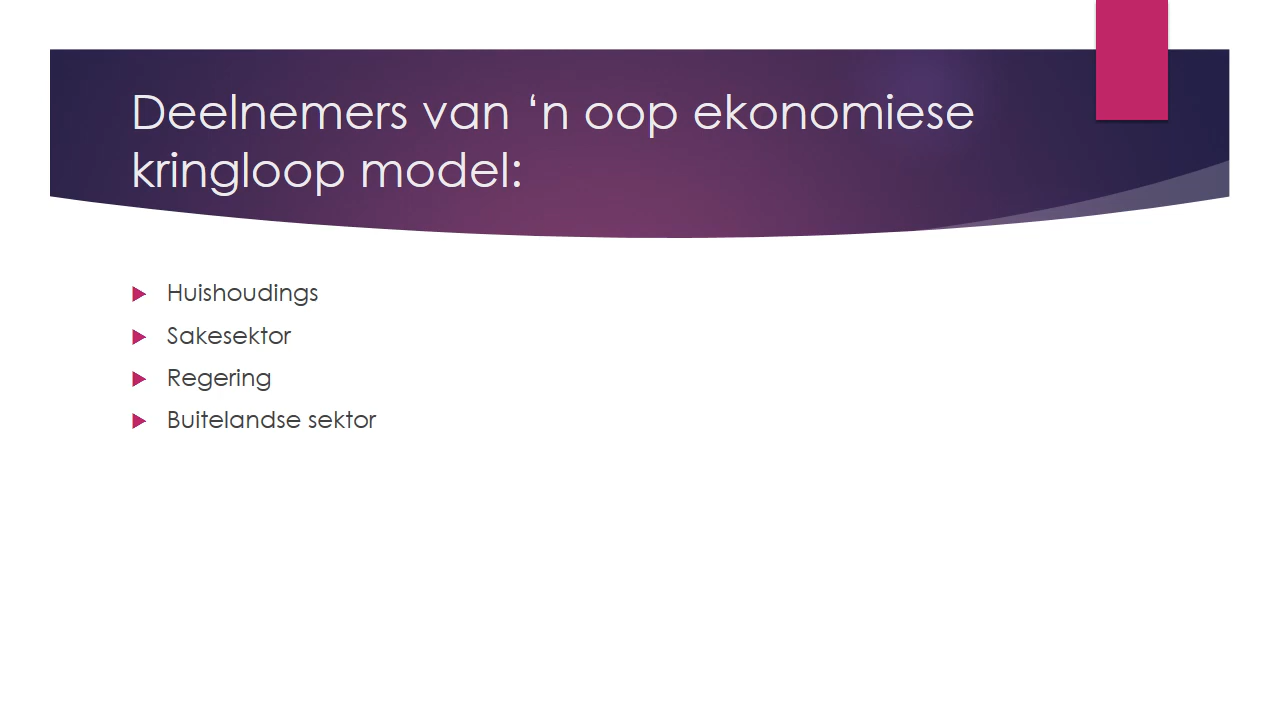 Deelnemers van ‘n oop ekonomiese
kringloop model:
Huishoudings
Sakesektor
Regering
Buitelandse sektor